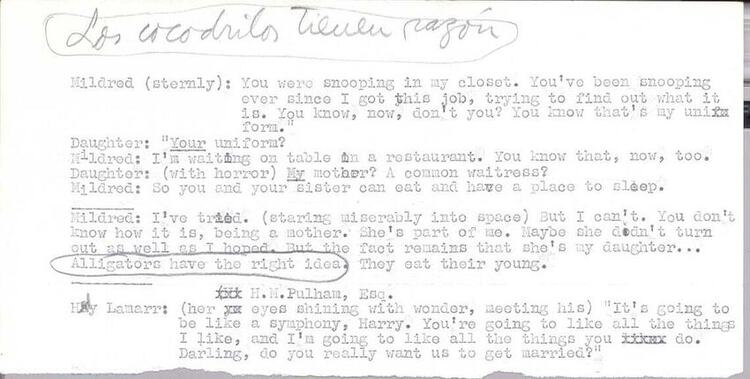 Los cocodrilos tienen razón
Mildred (sternly): You were snooping in my closet. You've been snooping
ever since I got this job, trying to find out what it
is. You know, now, don't you? You know that's my uni
form."
Daughter: "Your uniform?
Mildred: I'm waiting on table in a restaurant. You know that, now, too.
Daughter: (with horror) My mother? A common waitress?
Mildred: So you and your sister can eat and have a place to sleep.
Mildred: I've tried. (staring miserably into space) But I can't. You don't
know how it is, being a mother. She's part of me. Maybe she didn't turn
out as well as I hoped. But the fact remains that she's my daughter...
Alligators have the right idea. They eat their young.
H.M.Pulham, Esq.
Lamarr: (her eyes shining with wonder, meeting his) "It's going to
be like a symphony, Harry. You're going to like all the things
I like, and I'm going to like all the things you do.
Darling, do you really want us to get married?"